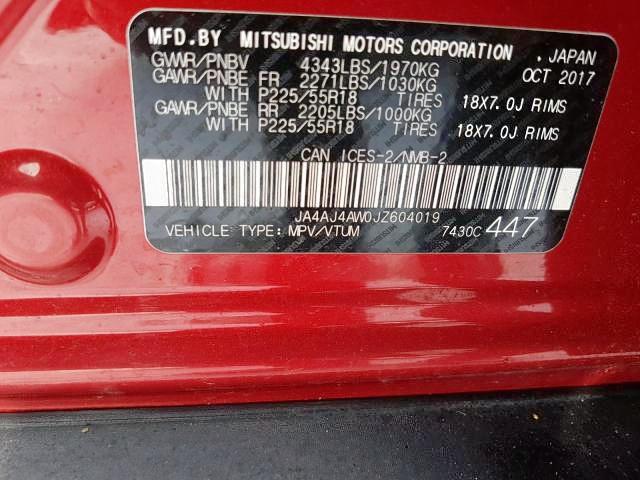 MFD.BY MITSUBISHI MOTORS CORPORATION . JAPAN
GVWR/PNBV 4343LBS/1970KG OCT 2017
GAWR/PNBE FR 2271LBS/1030KG
WITH P225/55R18 TIRES 18X7.0J RIMS
GAWR/PNBE RR 2205LBS/1000KG
WITH P225/55R18 TIRES 18X7.0J RIMS
CAN ICES-2/NMB-2
JA4AJ4AW0JZ604019
VEHICLE TYPE: MPV/VTUM 7430C 447